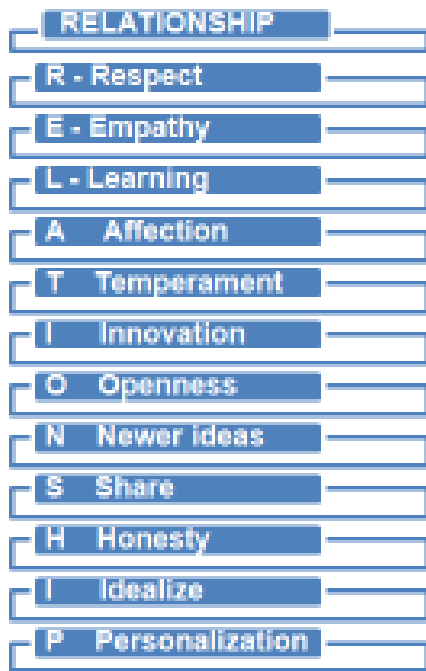 RELATIONSHIP
R - Respect
E - Empathy
L - Learning
A Affection
T Temperament
I Innovation
O Openness
N Newer ideas
S Share
H Honesty
I Idealize
P Personalization